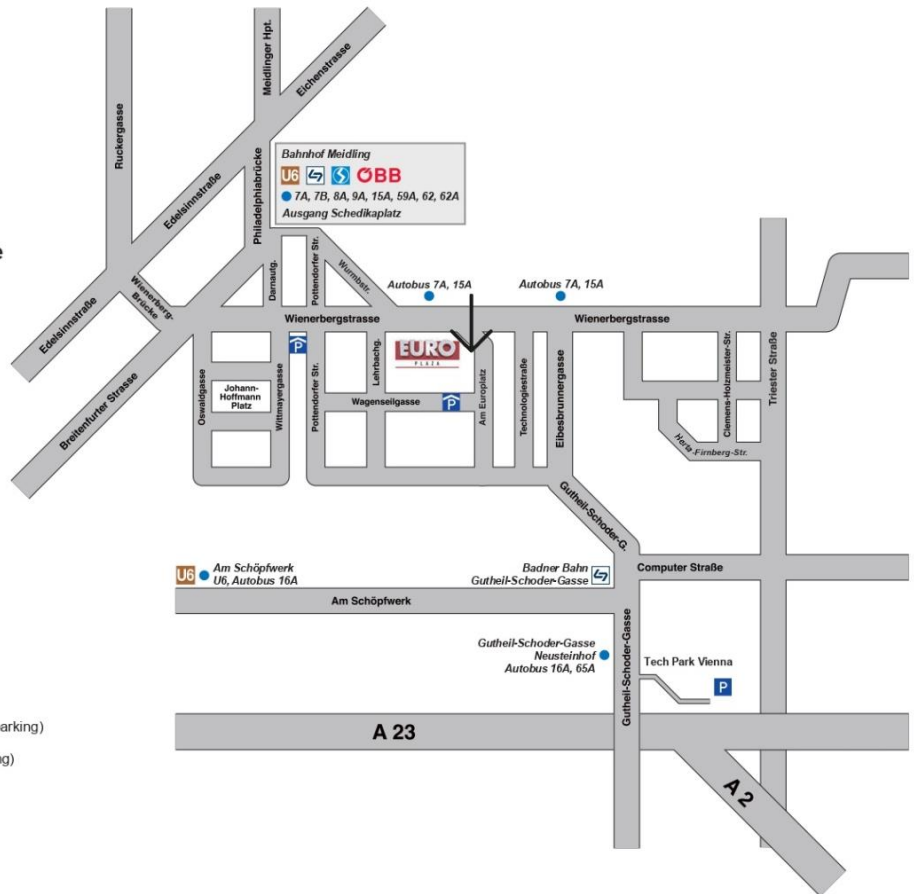 Ruckergasse
Meidlinger Hpt.
Eichenstrasse
Edelsinnstraße
Philadelphiabrücke
Bahnhof Meidling
U6 ÖBB
7A, 7B, 8A, 9A, 15A, 59A, 62, 62A
Ausgang Schedikaplatz
e
Edelsinnstraße
Wienerberg-
Brücke
Darnautg.
Pottendorfer Str.
Wurmbstr.
Autobus 7A, 15A
Autobus 7A, 15A
Wienerbergstrasse
Wienerbergstrasse
Breitenfurter Strasse
P
EURO
PLAZA
Oswaldgasse
Johann-
Hoffmann
Platz
Wittmayergasse
Pottendorfer Str.
Lehrbachg.
Wagenseilgasse
P
Am Europlatz
Technologiestraße
Eibesbrunnergasse
Clemens-Holzmeister-Str.
Triester Straße
Herta-Firnberg-Str.
Gutheil-Schoder-G.
U6
Am Schöpfwerk
U6, Autobus 16A
Badner Bahn
Gutheil-Schoder-Gasse
Computer Straße
Am Schöpfwerk
Gutheil-Schoder-Gasse
Neusteinhof
Autobus 16A, 65A
Gutheil-Schoder-Gasse
Tech Park Vienna
P
arking)
A 23
ng)
A 2